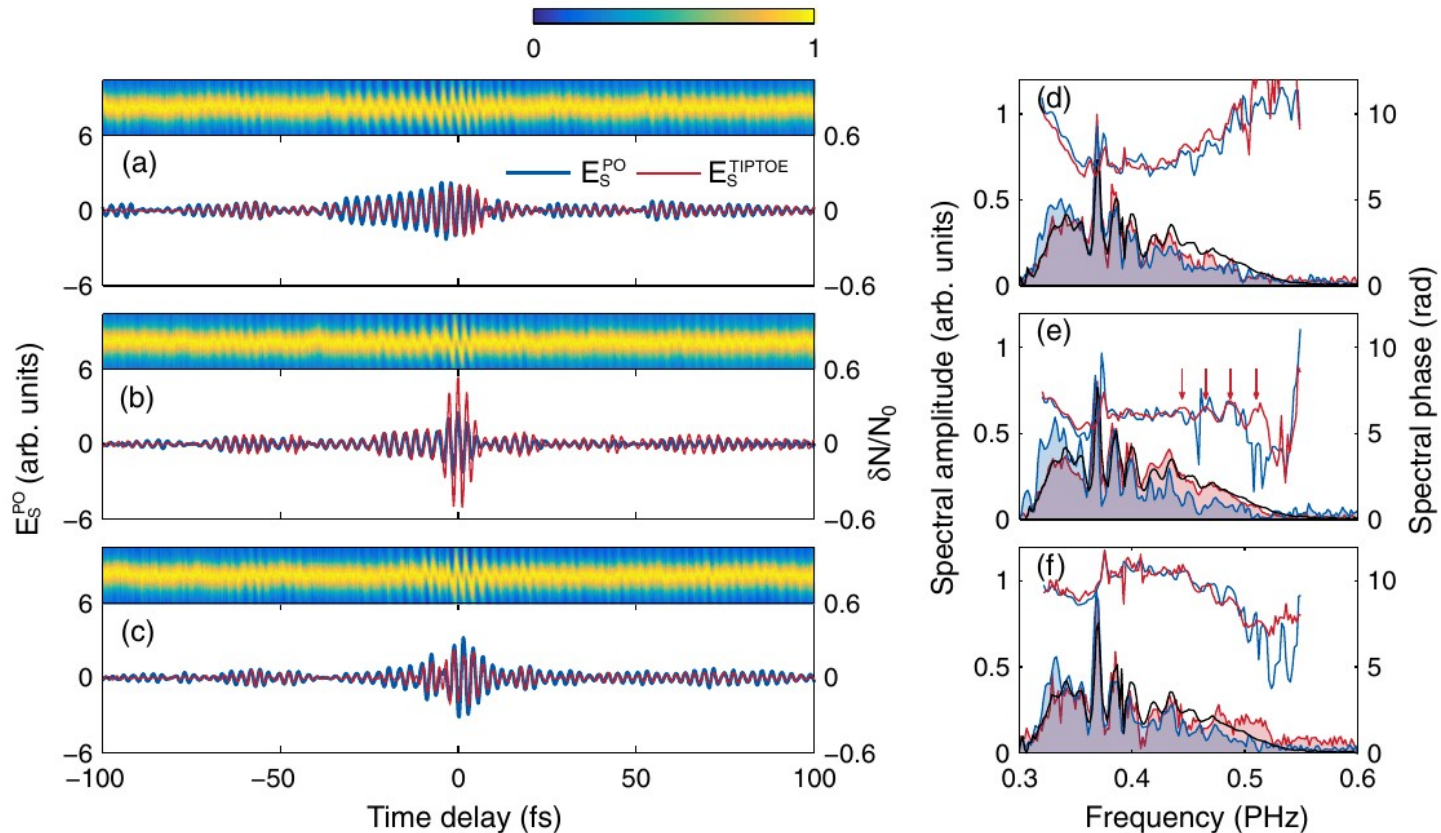 0 1
6 0.6
(a) E_S^PO E_S^TIPTOE
0 0
−6 −0.6
6 0.6
(b)
0 0
−6 −0.6
6 0.6
(c)
0 0
−6 −0.6
−100 −50 0 50 100
Time delay (fs)
E_S^PO (arb. units)
δN/N₀
(d)
1 10
0.5 5
0 0
(e)
1 10
0.5 5
0 0
(f)
1 10
0.5 5
0 0
0.3 0.4 0.5 0.6
Frequency (PHz)
Spectral amplitude (arb. units)
Spectral phase (rad)